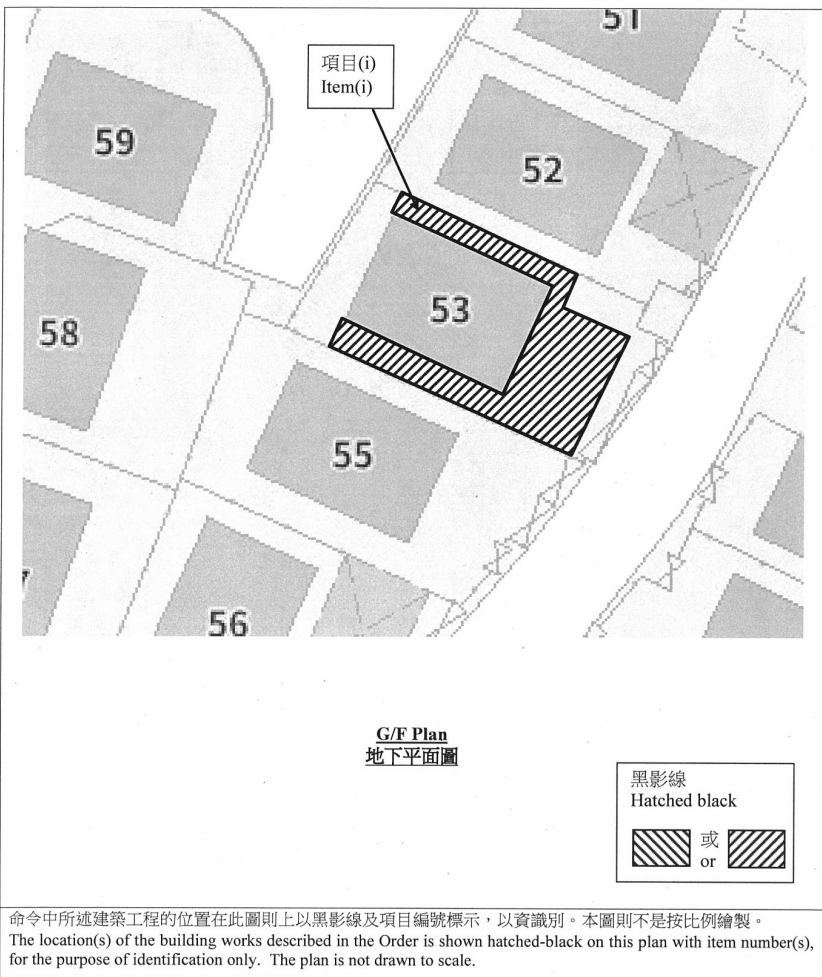 51
項目(i)
Item(i)
59
52
53
58
55
56
G/F Plan
地下平面圖
黑影線
Hatched black
或
or
命令中所述建築工程的位置在此圖則上以黑影線及項目編號標示，以資識別。本圖則不是按比例繪製。
The location(s) of the building works described in the Order is shown hatched-black on this plan with item number(s),
for the purpose of identification only. The plan is not drawn to scale.